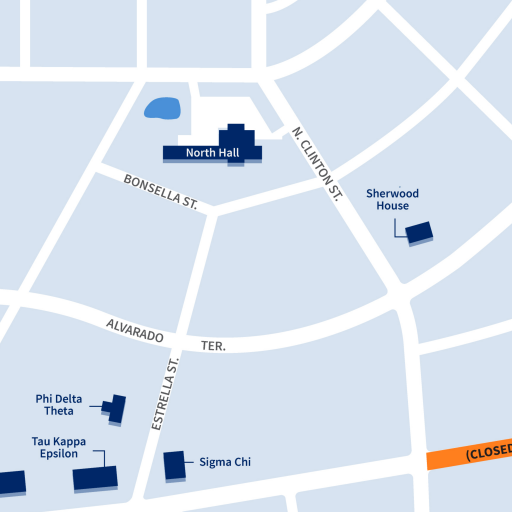 North Hall
N. CLINTON ST.
BONSELLA ST.
Sherwood
House
ALVARADO TER.
ESTRELLA ST.
Phi Delta
Theta
Tau Kappa
Epsilon
Sigma Chi
(CLOSED